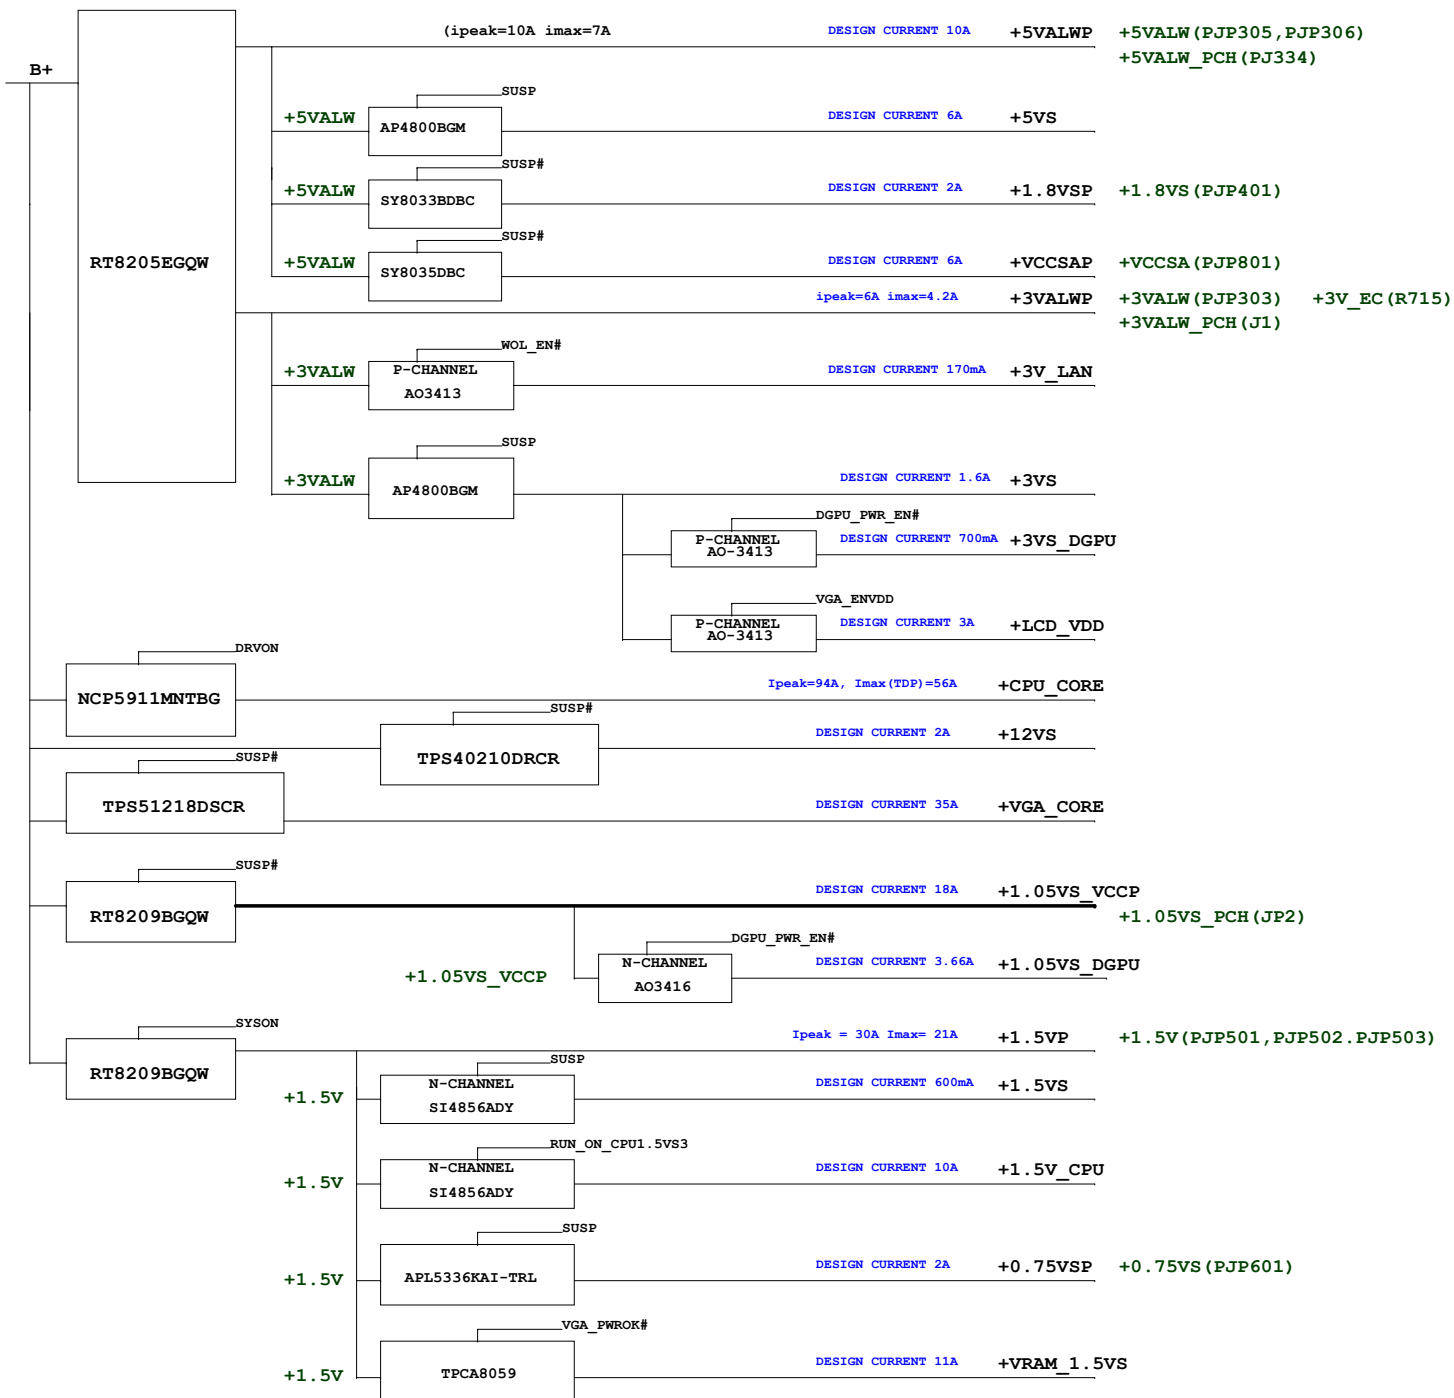 (ipeak=10A imax=7A DESIGN CURRENT 10A +5VALWP +5VALW(PJP305,PJP306)
+5VALW_PCH(PJ334)
B+
SUSP
+5VALW AP4800BGM DESIGN CURRENT 6A +5VS
SUSP#
+5VALW SY8033BDBC DESIGN CURRENT 2A +1.8VSP +1.8VS(PJP401)
SUSP#
RT8205EGQW +5VALW SY8035DBC DESIGN CURRENT 6A +VCCSAP +VCCSA(PJP801)
ipeak=6A imax=4.2A +3VALWP +3VALW(PJP303) +3V_EC(R715)
+3VALW_PCH(J1)
WOL_EN#
+3VALW P-CHANNEL DESIGN CURRENT 170mA +3V_LAN
AO3413
SUSP
+3VALW AP4800BGM DESIGN CURRENT 1.6A +3VS
DGPU_PWR_EN#
P-CHANNEL DESIGN CURRENT 700mA +3VS_DGPU
AO-3413
VGA_ENVDD
P-CHANNEL DESIGN CURRENT 3A +LCD_VDD
AO-3413
DRVON
NCP5911MNTBG Ipeak=94A, Imax(TDP)=56A +CPU_CORE
SUSP#
TPS40210DRCR DESIGN CURRENT 2A +12VS
SUSP#
TPS51218DSCR DESIGN CURRENT 35A +VGA_CORE
SUSP#
RT8209BGQW DESIGN CURRENT 18A +1.05VS_VCCP
+1.05VS_PCH(JP2)
DGPU_PWR_EN#
+1.05VS_VCCP N-CHANNEL DESIGN CURRENT 3.66A +1.05VS_DGPU
AO3416
SYSON
RT8209BGQW Ipeak = 30A Imax= 21A +1.5VP +1.5V(PJP501,PJP502.PJP503)
SUSP
+1.5V N-CHANNEL DESIGN CURRENT 600mA +1.5VS
SI4856ADY
RUN_ON_CPU1.5VS3
+1.5V N-CHANNEL DESIGN CURRENT 10A +1.5V_CPU
SI4856ADY
SUSP
+1.5V APL5336KAI-TRL DESIGN CURRENT 2A +0.75VSP +0.75VS(PJP601)
VGA_PWROK#
+1.5V TPCA8059 DESIGN CURRENT 11A +VRAM_1.5VS